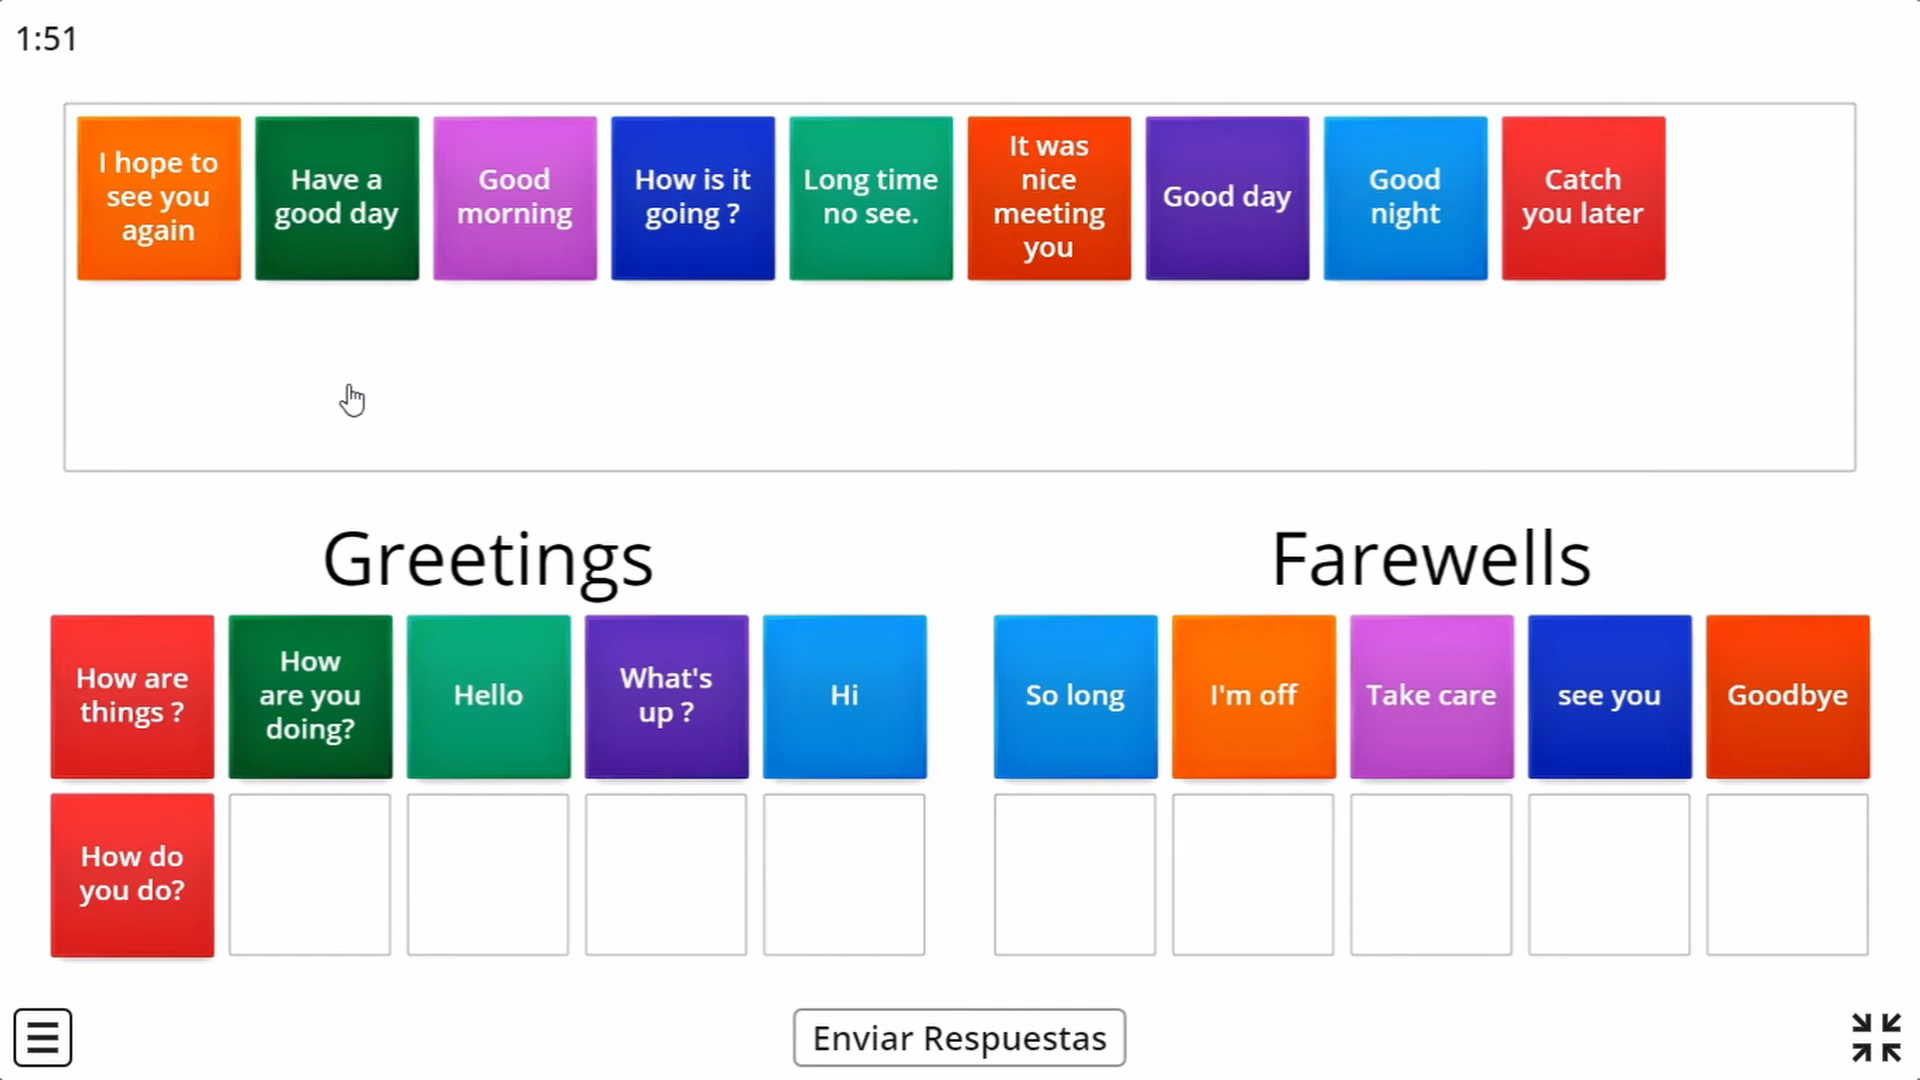 1:51
I hope to
see you
again
Have a
good day
Good
morning
How is it
going ?
Long time
no see.
It was
nice
meeting
you
Good day
Good
night
Catch
you later
Greetings
Farewells
How are
things ?
How
are you
doing?
Hello
What's
up ?
Hi
So long
I'm off
Take care
see you
Goodbye
How do
you do?
Enviar Respuestas